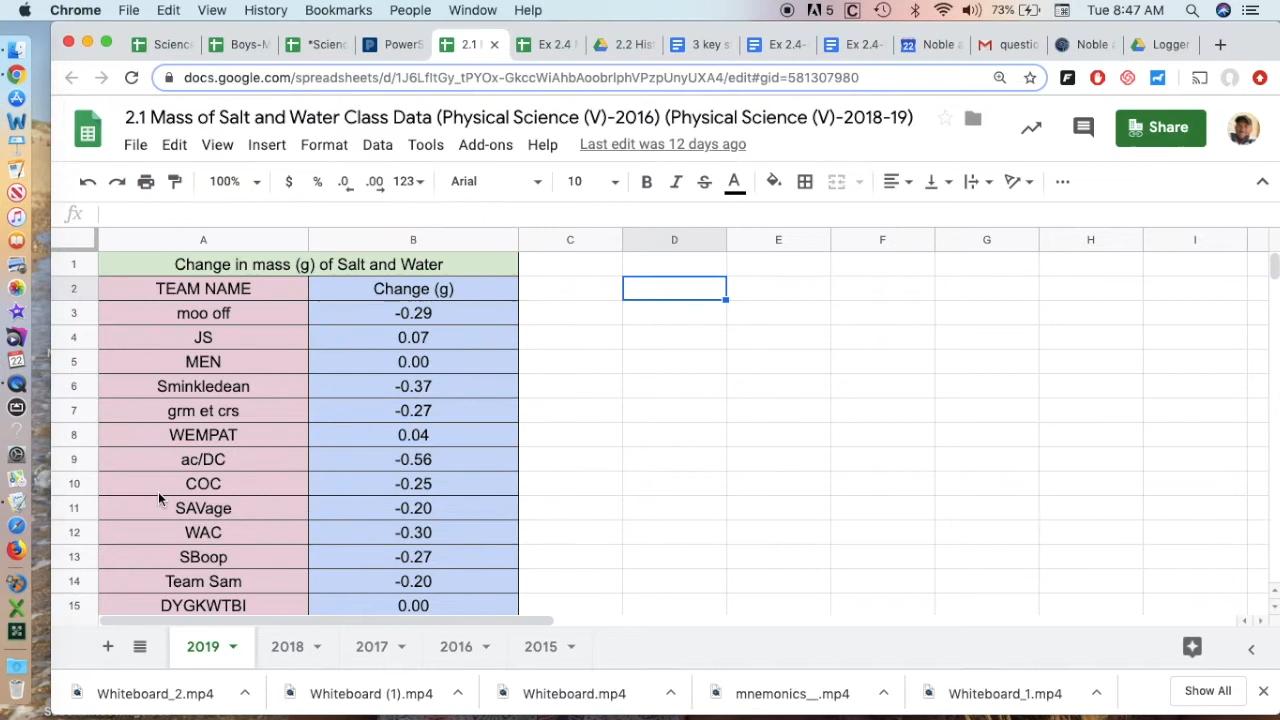 Chrome File Edit View History Bookmarks People Window Help 5 73% Tue 8:47 AM
Scienc Boys-M *Scien PowerS 2.1 Ex 2.4 2.2 His 3 key s Ex 2.4- Ex 2.4- Noble a questio Noble Logger
docs.google.com/spreadsheets/d/1J6LfltGy_tPYOx-GkccWiAhbAoobrIphVPzpUnyUXA4/edit#gid=581307980
2.1 Mass of Salt and Water Class Data (Physical Science (V)-2016) (Physical Science (V)-2018-19)
Share
File Edit View Insert Format Data Tools Add-ons Help Last edit was 12 days ago
100% $ % .0 .00 123 Arial 10 B I S A
fx
A B C D E F G H I
1 Change in mass (g) of Salt and Water
2 TEAM NAME Change (g)
3 moo off -0.29
4 JS 0.07
5 MEN 0.00
6 Sminkledean -0.37
7 grm et crs -0.27
8 WEMPAT 0.04
9 ac/DC -0.56
10 COC -0.25
11 SAVage -0.20
12 WAC -0.30
13 SBoop -0.27
14 Team Sam -0.20
15 DYGKWTBI 0.00
2019 2018 2017 2016 2015
Whiteboard_2.mp4 Whiteboard (1).mp4 Whiteboard.mp4 mnemonics__.mp4 Whiteboard_1.mp4 Show All